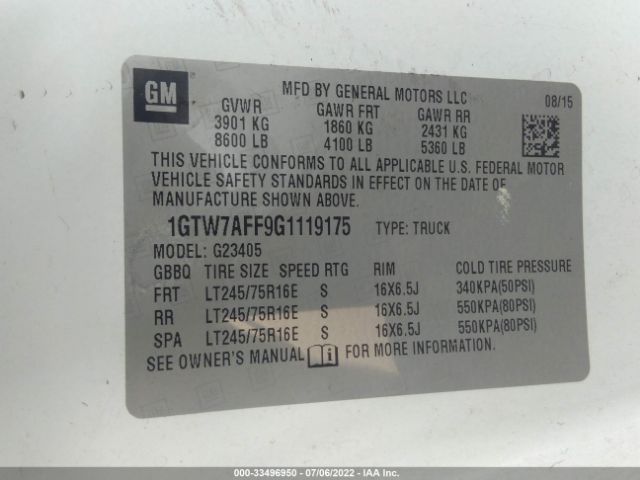 GM
MFD BY GENERAL MOTORS LLC
08/15
GVWR GAWR FRT GAWR RR
3901 KG 1860 KG 2431 KG
8600 LB 4100 LB 5360 LB
THIS VEHICLE CONFORMS TO ALL APPLICABLE U.S. FEDERAL MOTOR
VEHICLE SAFETY STANDARDS IN EFFECT ON THE DATE OF
MANUFACTURE SHOWN ABOVE.
1GTW7AFF9G1119175 TYPE: TRUCK
MODEL: G23405
GBBQ TIRE SIZE SPEED RTG RIM COLD TIRE PRESSURE
FRT LT245/75R16E S 16X6.5J 340KPA(50PSI)
RR LT245/75R16E S 16X6.5J 550KPA(80PSI)
SPA LT245/75R16E S 16X6.5J 550KPA(80PSI)
SEE OWNER'S MANUAL FOR MORE INFORMATION.
000-33496950 - 07/06/2022 - IAA Inc.